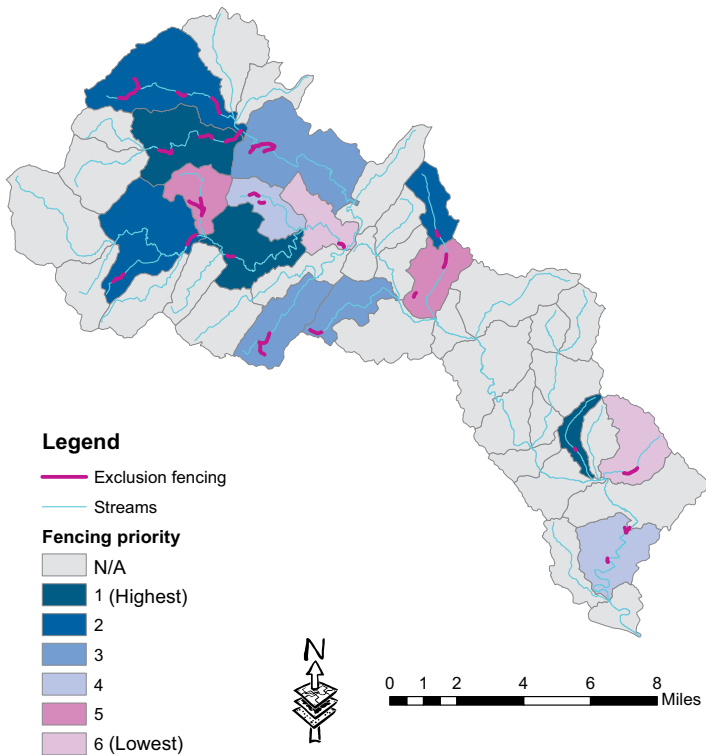 Legend
Exclusion fencing
Streams
Fencing priority
N/A
1 (Highest)
2
3
4
5
6 (Lowest)
N
0 1 2 4 6 8
Miles